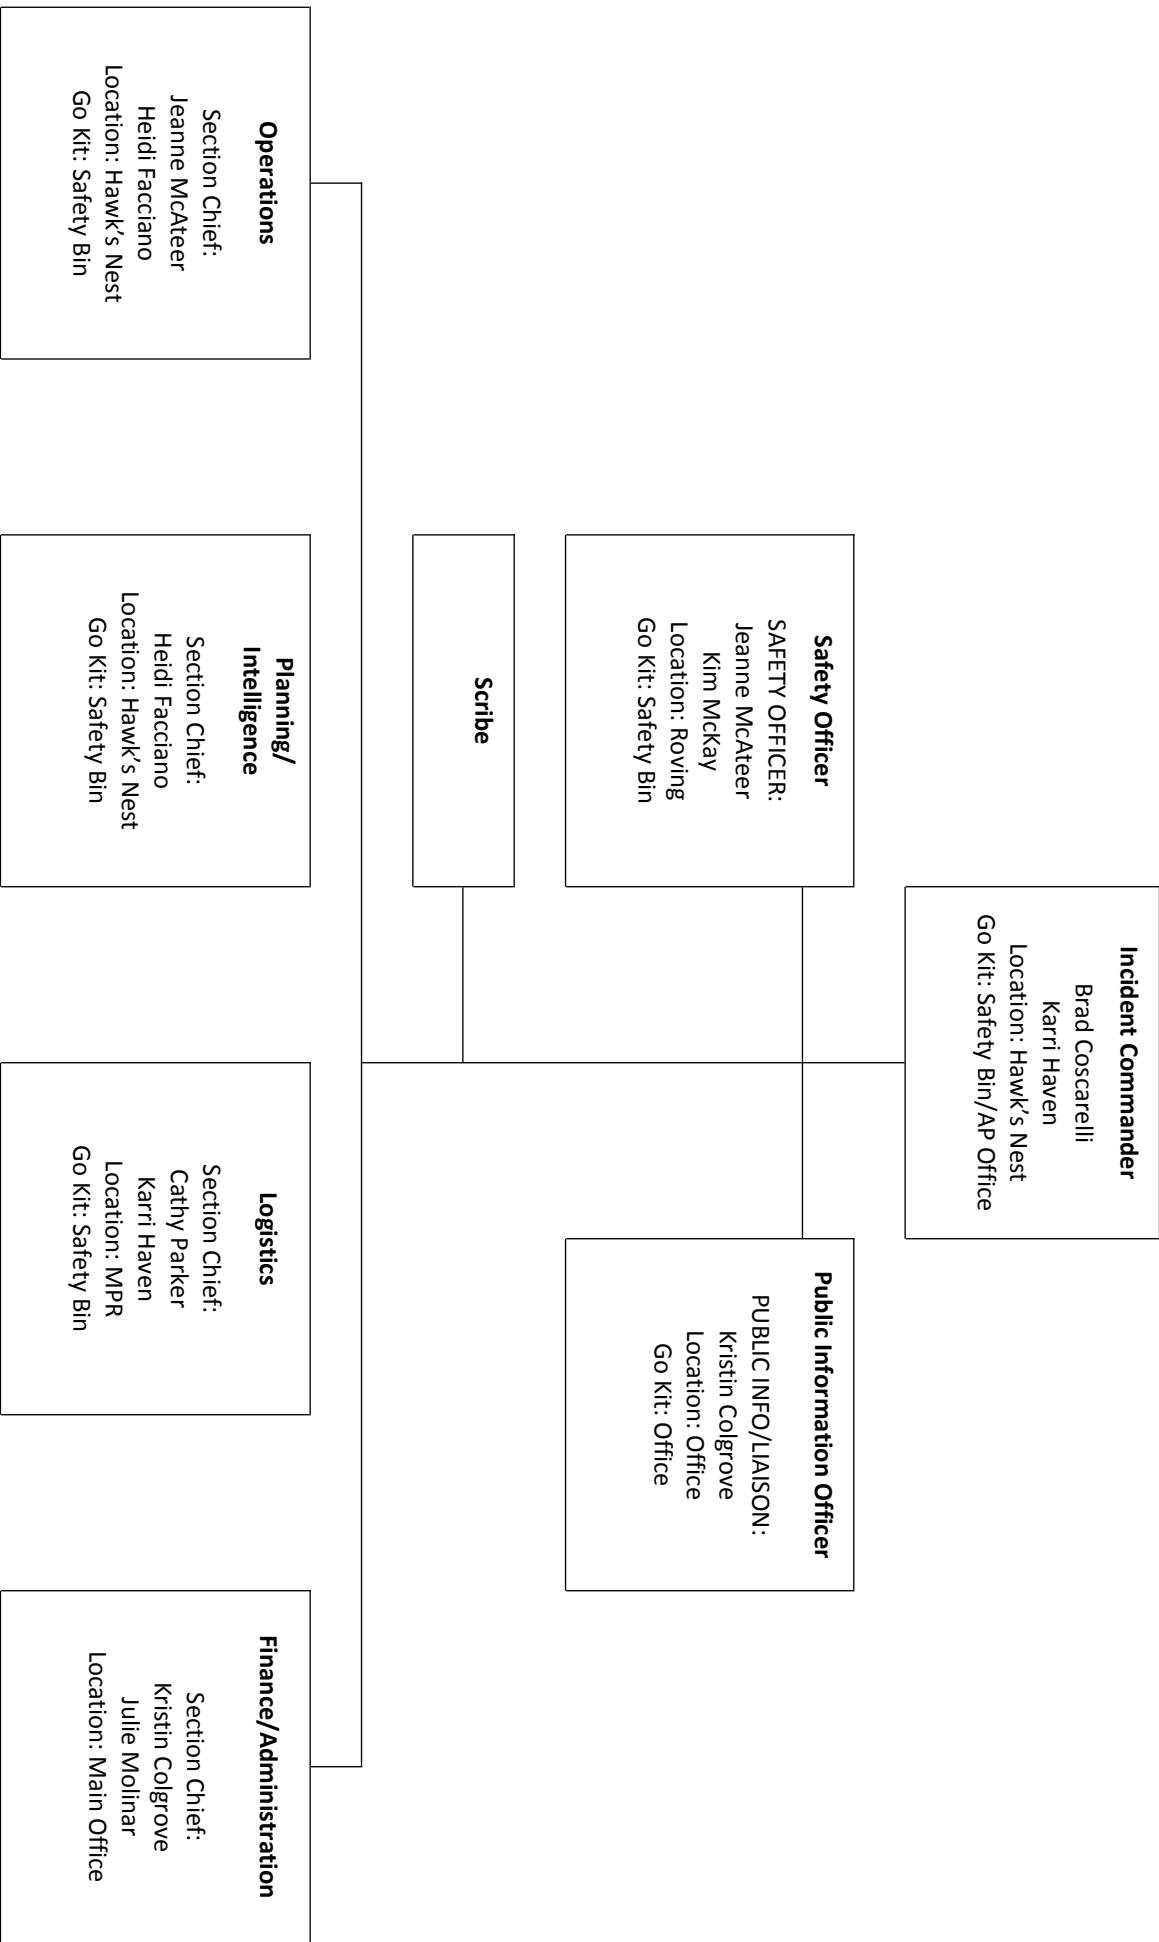 Incident Commander
Brad Coscarelli
Karri Haven
Location: Hawk’s Nest
Go Kit: Safety Bin/AP Office
Safety Officer
SAFETY OFFICER:
Jeanne McAteer
Kim McKay
Location: Roving
Go Kit: Safety Bin
Public Information Officer
PUBLIC INFO/LIAISON:
Kristin Colgrove
Location: Office
Go Kit: Office
Scribe
Operations
Section Chief:
Jeanne McAteer
Heidi Facciano
Location: Hawk’s Nest
Go Kit: Safety Bin
Planning/
Intelligence
Section Chief:
Heidi Facciano
Location: Hawk’s Nest
Go Kit: Safety Bin
Logistics
Section Chief:
Cathy Parker
Karri Haven
Location: MPR
Go Kit: Safety Bin
Finance/Administration
Section Chief:
Kristin Colgrove
Julie Molinar
Location: Main Office